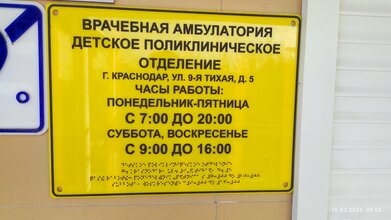 ВРАЧЕБНАЯ АМБУЛАТОРИЯ
ДЕТСКОЕ ПОЛИКЛИНИЧЕСКОЕ
ОТДЕЛЕНИЕ
Г. КРАСНОДАР, УЛ. 9-Я ТИХАЯ, Д. 5
ЧАСЫ РАБОТЫ:
ПОНЕДЕЛЬНИК-ПЯТНИЦА
С 7:00 ДО 20:00
СУББОТА, ВОСКРЕСЕНЬЕ
С 9:00 ДО 16:00